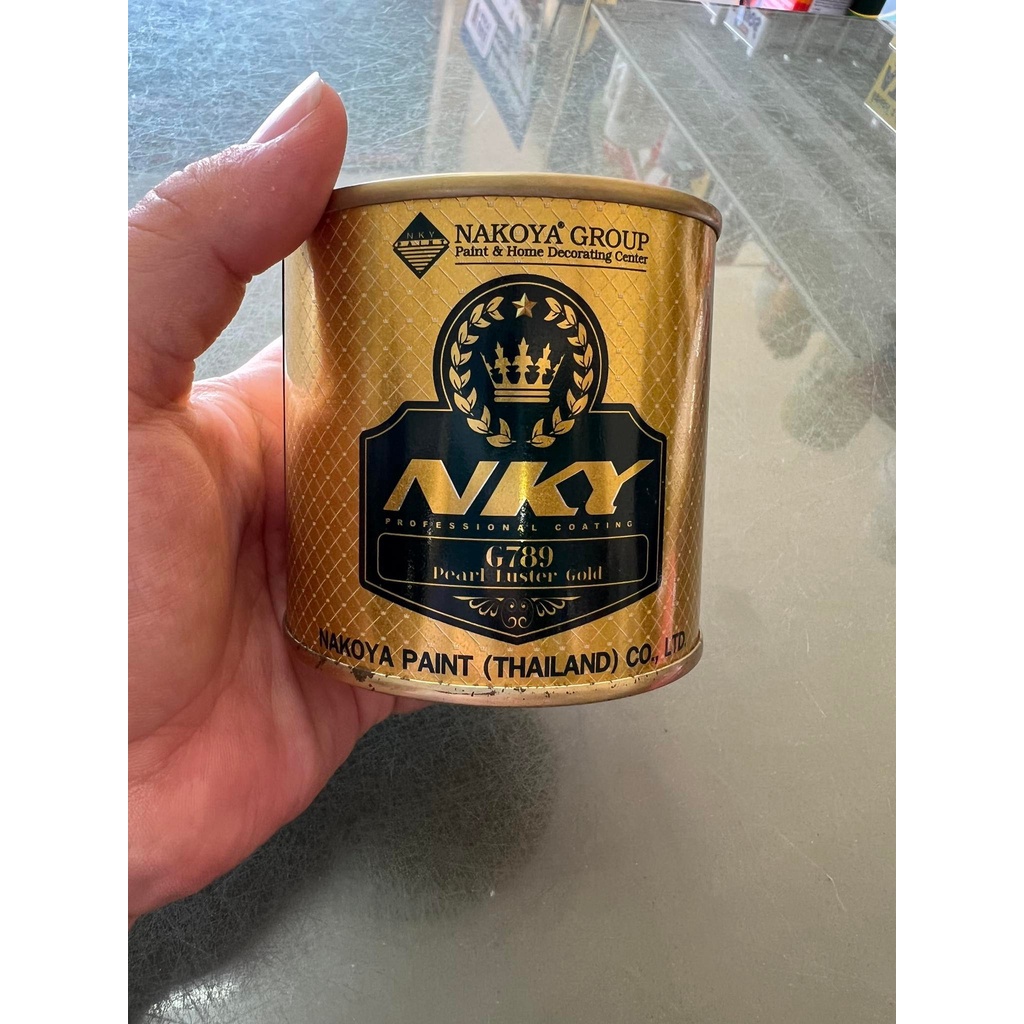 NKY
PAINT
NAKOYA® GROUP
Paint & Home Decorating Center
NKY
PROFESSIONAL COATING
G789
Pearl Luster Gold
NAKOYA PAINT (THAILAND) CO., LTD